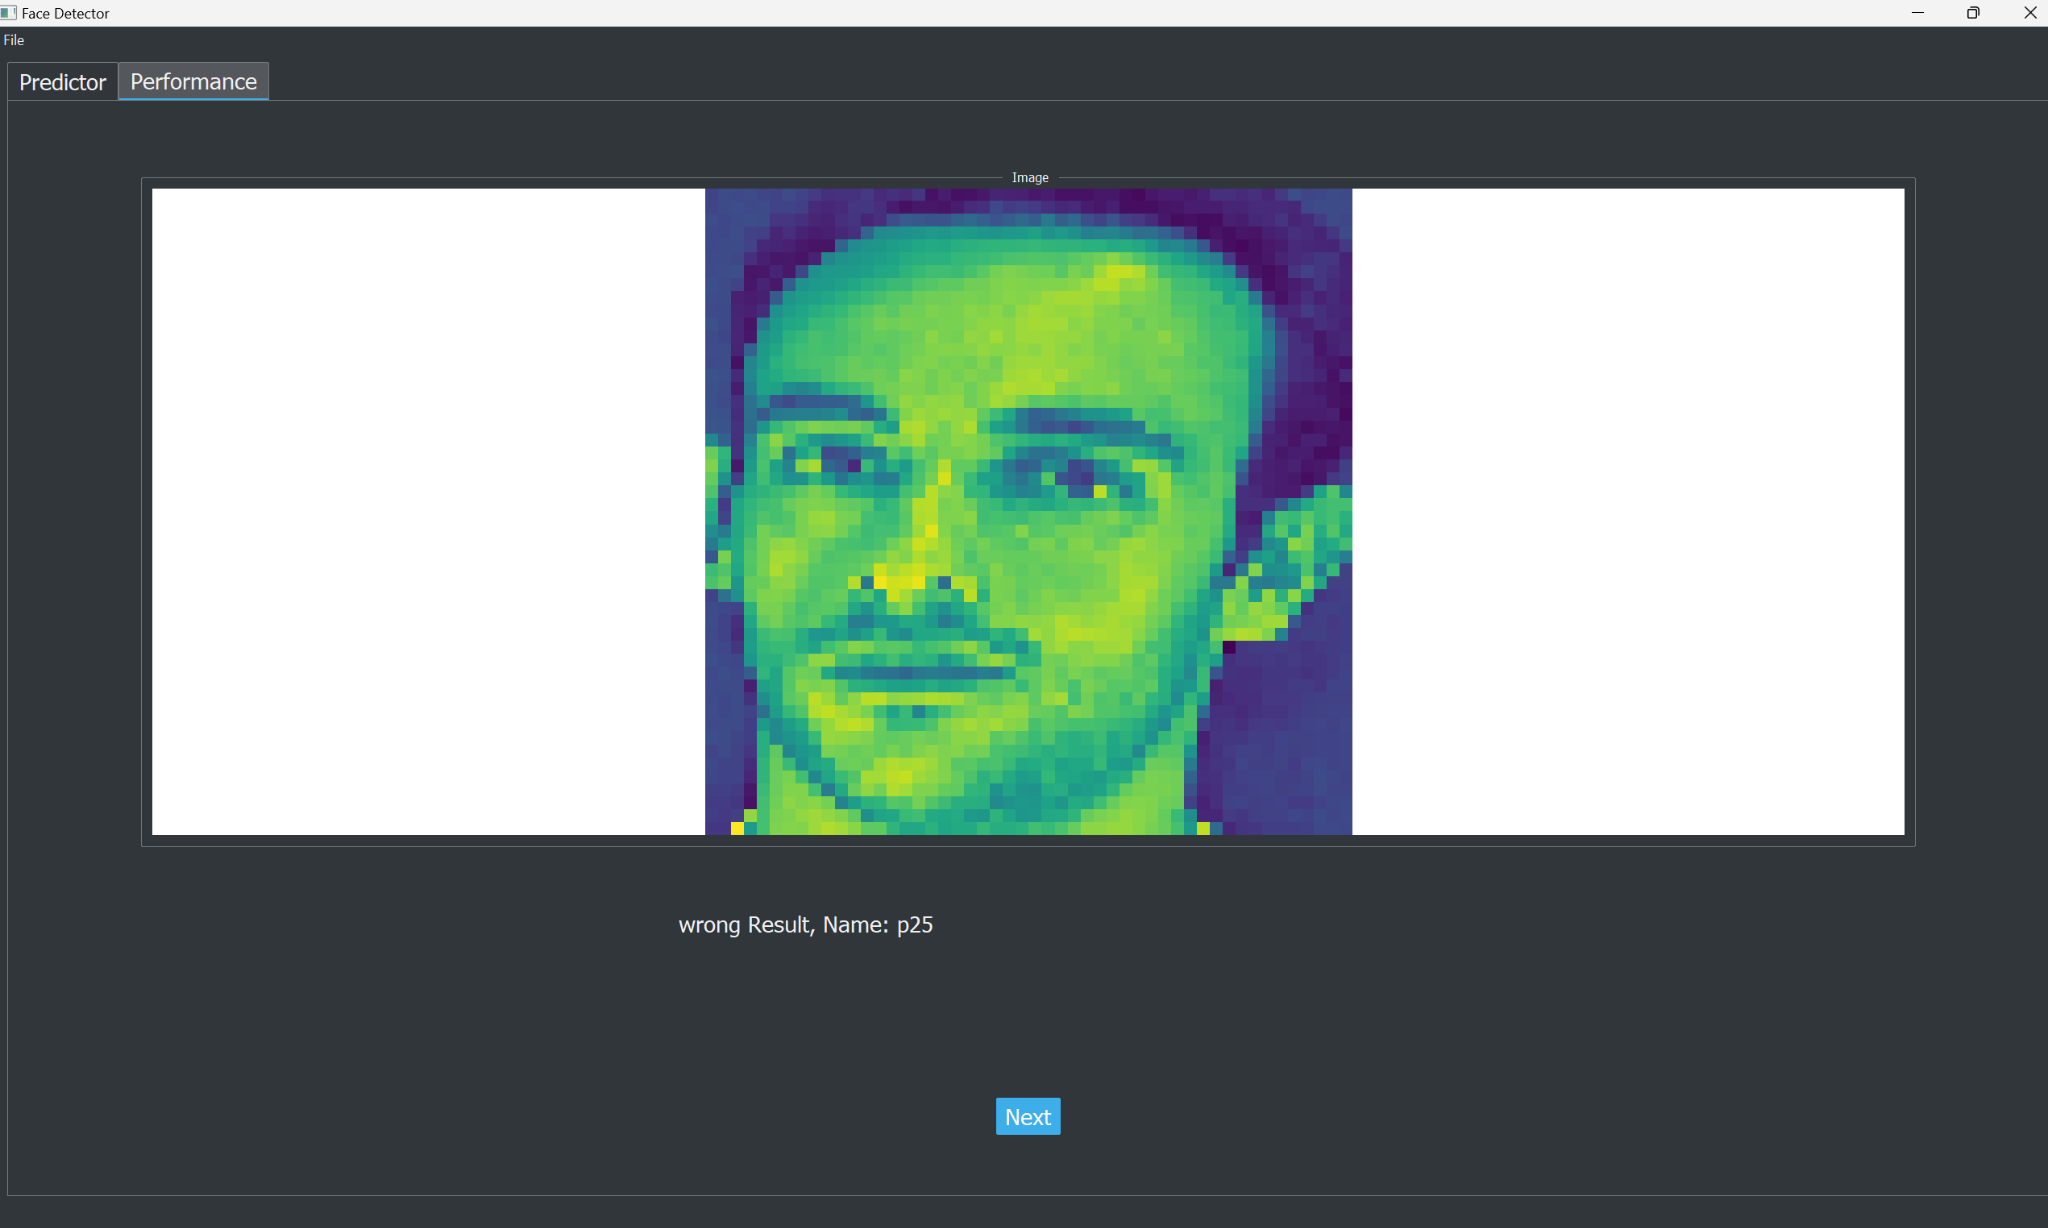 Face Detector
File
Predictor Performance
Image
wrong Result, Name: p25
Next